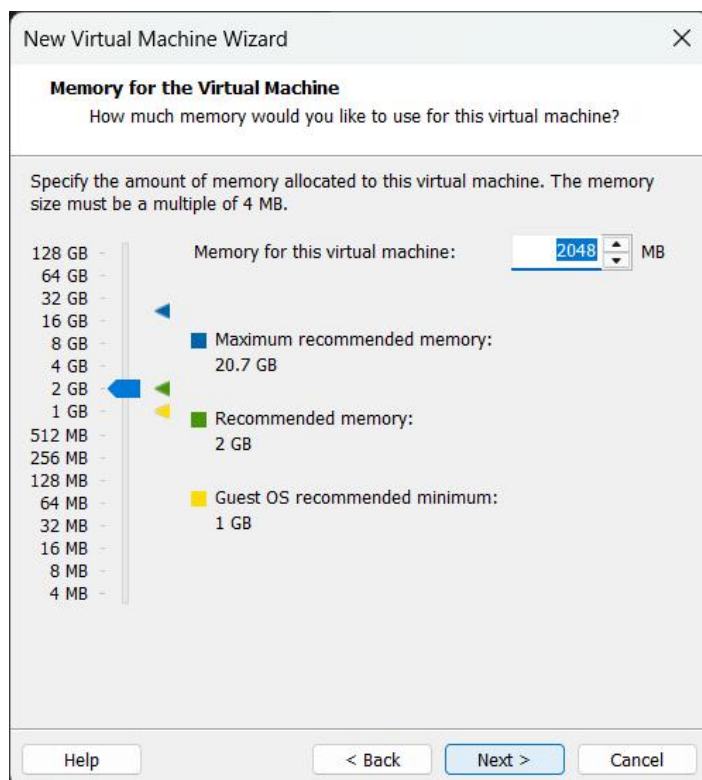 New Virtual Machine Wizard
Memory for the Virtual Machine
How much memory would you like to use for this virtual machine?
Specify the amount of memory allocated to this virtual machine. The memory
size must be a multiple of 4 MB.
Memory for this virtual machine: 2048 MB
128 GB
64 GB
32 GB
16 GB
8 GB
4 GB
2 GB
1 GB
512 MB
256 MB
128 MB
64 MB
32 MB
16 MB
8 MB
4 MB
Maximum recommended memory:
20.7 GB
Recommended memory:
2 GB
Guest OS recommended minimum:
1 GB
Help
< Back
Next >
Cancel